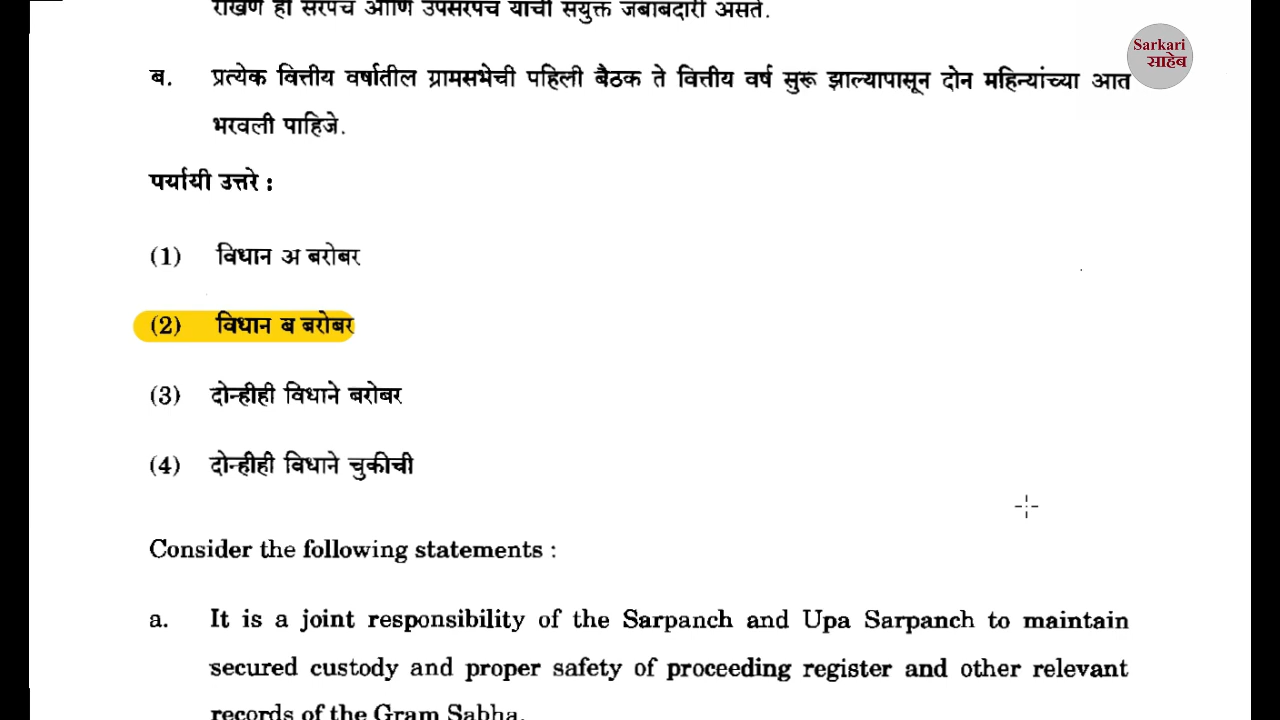 राखणे ही सरपंच आणि उपसरपंच यांची संयुक्त जबाबदारी असते.
Sarkari
साहेब
ब. प्रत्येक वित्तीय वर्षातील ग्रामसभेची पहिली बैठक ते वित्तीय वर्ष सुरू झाल्यापासून दोन महिन्यांच्या आत
भरवली पाहिजे.
पर्यायी उत्तरे :
(1) विधान अ बरोबर
(2) विधान ब बरोबर
(3) दोन्हीही विधाने बरोबर
(4) दोन्हीही विधाने चुकीची
Consider the following statements :
a. It is a joint responsibility of the Sarpanch and Upa Sarpanch to maintain
secured custody and proper safety of proceeding register and other relevant
records of the Gram Sabha.